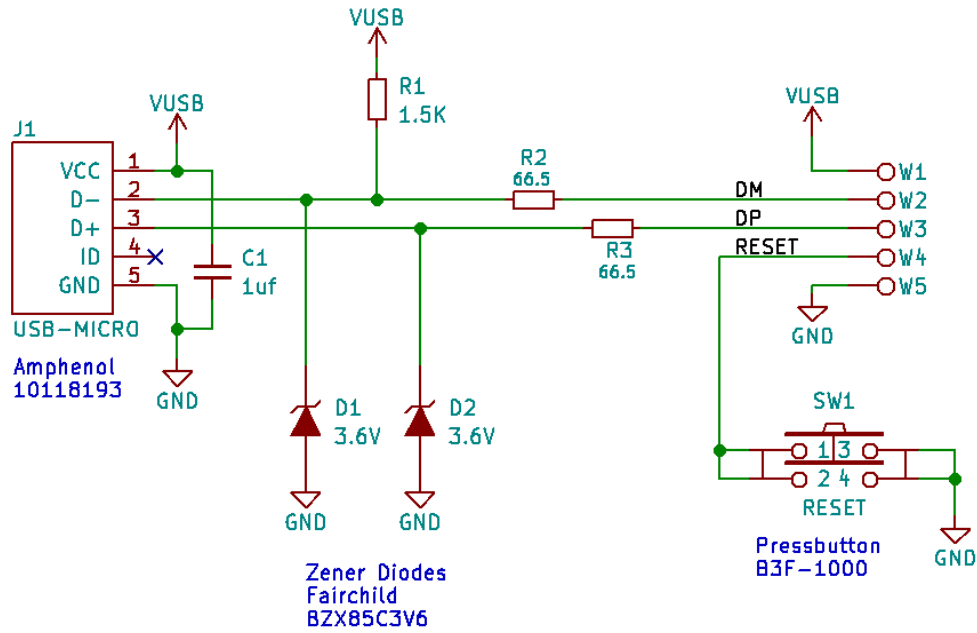 VUSB
R1
1.5K
VUSB
VUSB
J1
VCC 1
D- 2
D+ 3
ID 4
GND 5
USB-MICRO
Amphenol
10118193
C1
1uf
GND
R2
66.5
R3
66.5
DM
DP
RESET
W1
W2
W3
W4
W5
GND
D1
3.6V
D2
3.6V
GND
GND
Zener Diodes
Fairchild
BZX85C3V6
SW1
1 3
2 4
RESET
Pressbutton
B3F-1000
GND